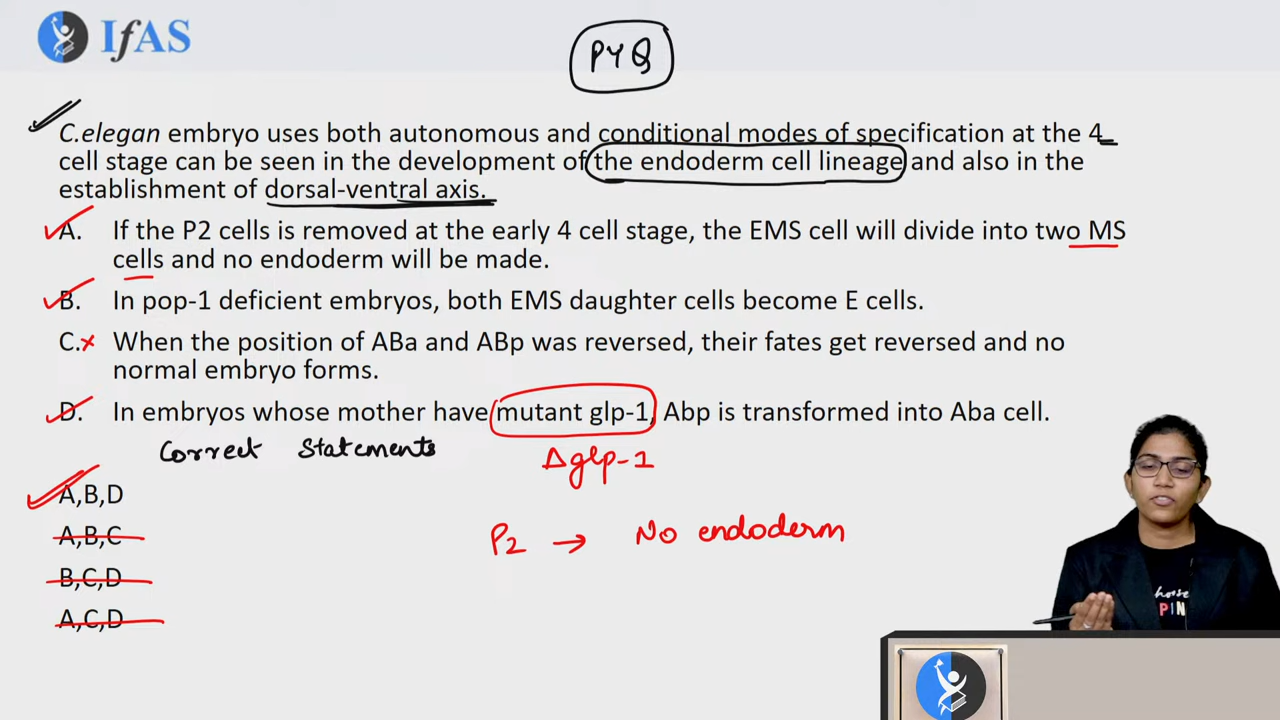 IfAS
PYQ
C.elegan embryo uses both autonomous and conditional modes of specification at the 4
cell stage can be seen in the development of the endoderm cell lineage and also in the
establishment of dorsal-ventral axis.
A. If the P2 cells is removed at the early 4 cell stage, the EMS cell will divide into two MS
cells and no endoderm will be made.
B. In pop-1 deficient embryos, both EMS daughter cells become E cells.
C. When the position of ABa and ABp was reversed, their fates get reversed and no
normal embryo forms.
D. In embryos whose mother have mutant glp-1, Abp is transformed into Aba cell.
Correct Statements
Δglp-1
A,B,D
A,B,C
B,C,D
A,C,D
P2 → No endoderm
hoose
PIN